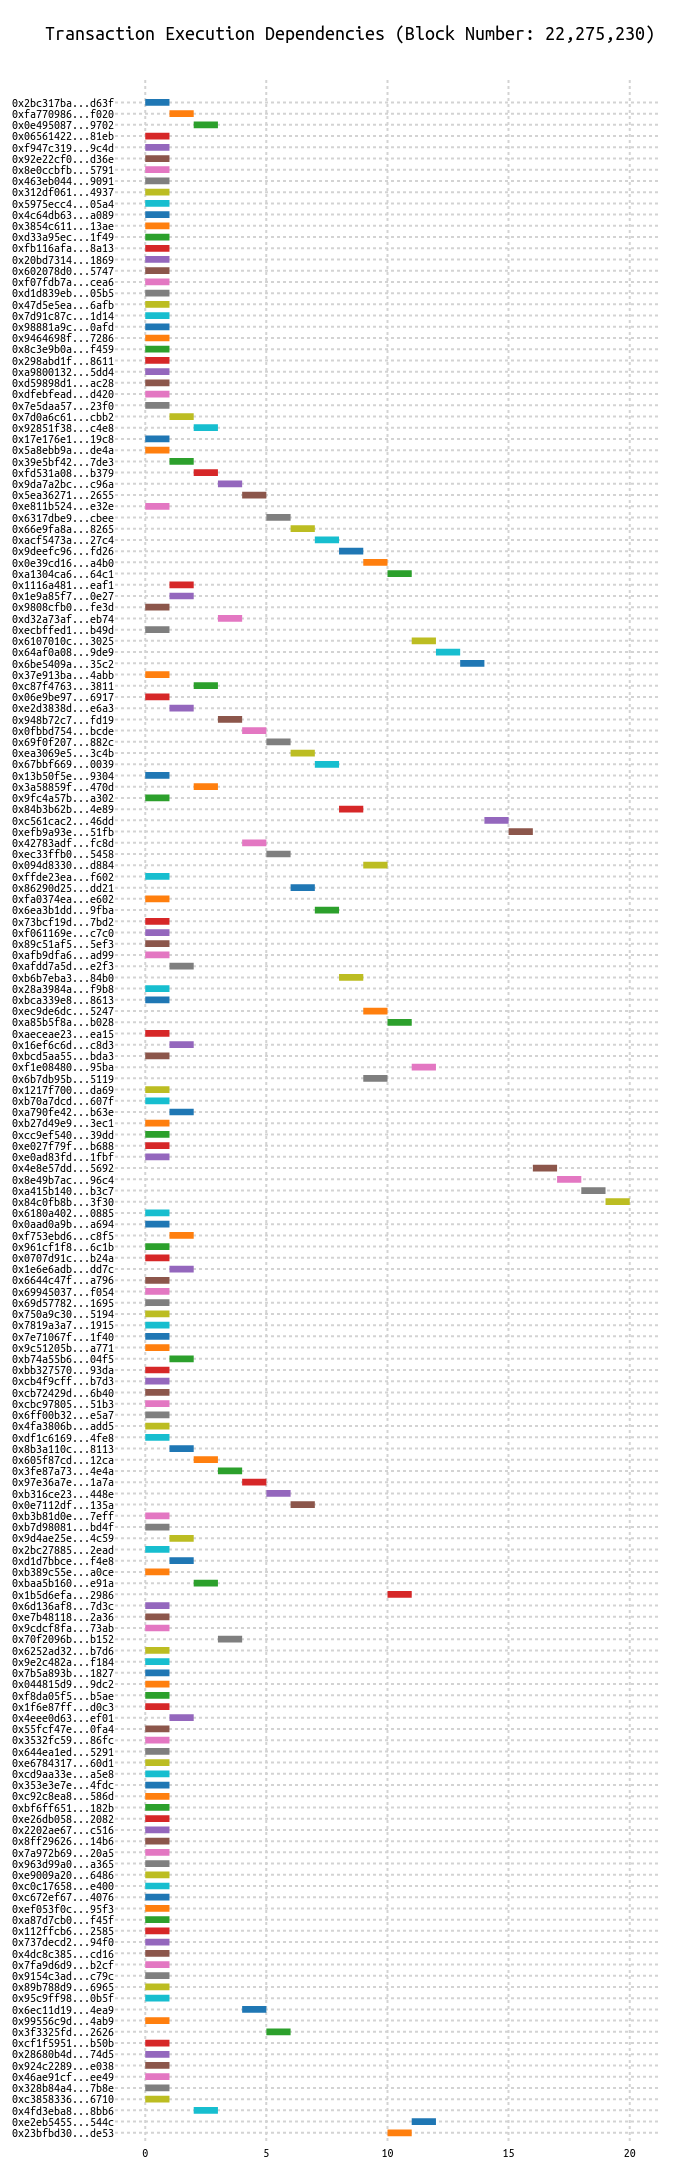 Transaction Execution Dependencies (Block Number: 22,275,230)
0x2bc317ba...d63f
0xfa770986...f020
0x0e495087...9702
0x06561422...81eb
0xf947c319...9c4d
0x92e22cf0...d36e
0x8e0ccbfb...5791
0x463eb044...9091
0x312df061...4937
0x5975ecc4...05a4
0x4c64db63...a089
0x3854c611...13ae
0xd33a95ec...1f49
0xfb116afa...8a13
0x20bd7314...1869
0x602078d0...5747
0xf07fdb7a...cea6
0xd1d839eb...05b5
0x47d5e5ea...6afb
0x7d91c87c...1d14
0x98881a9c...0afd
0x9464698f...7286
0x8c3e9b0a...f459
0x298abd1f...8611
0xa9800132...5dd4
0xd59898d1...ac28
0xdfebfead...d420
0x7e5daa57...23f0
0x7d0a6c61...cbb2
0x92851f38...c4e8
0x17e176e1...19c8
0x5a8ebb9a...de4a
0x39e5bf42...7de3
0xfd531a08...b379
0x9da7a2bc...c96a
0x5ea36271...2655
0xe811b524...e32e
0x6317dbe9...cbee
0x66e9fa8a...8265
0xacf5473a...27c4
0x9deefc96...fd26
0x0e39cd16...a4b0
0xa1304ca6...64c1
0x1116a481...eaf1
0x1e9a85f7...0e27
0x9808cfb0...fe3d
0xd32a73af...eb74
0xecbffed1...b49d
0x6107010c...3025
0x64af0a08...9de9
0x6be5409a...35c2
0x37e913ba...4abb
0xc87f4763...3811
0x06e9be97...6917
0xe2d3838d...e6a3
0x948b72c7...fd19
0x0fbbd754...bcde
0x69f0f207...882c
0xea3069e5...3c4b
0x67bbf669...0039
0x13b50f5e...9304
0x3a58859f...470d
0x9fc4a57b...a302
0x84b3b62b...4e89
0xc561cac2...46dd
0xefb9a93e...51fb
0x42783adf...fc8d
0xec33ffb0...5458
0x094d8330...d884
0xffde23ea...f602
0x86290d25...dd21
0xfa0374ea...e602
0x6ea3b1dd...9fba
0x73bcf19d...7bd2
0xf061169e...c7c0
0x89c51af5...5ef3
0xafb9dfa6...ad99
0xafdd7a5d...e2f3
0xb6b7eba3...84b0
0x28a3984a...f9b8
0xbca339e8...8613
0xec9de6dc...5247
0xa85b5f8a...b028
0xaeceae23...ea15
0x16ef6c6d...c8d3
0xbcd5aa55...bda3
0xf1e08480...95ba
0x6b7db95b...5119
0x1217f700...da69
0xb70a7dcd...607f
0xa790fe42...b63e
0xb27d49e9...3ec1
0xcc9ef540...39dd
0xe027f79f...b688
0xe0ad83fd...1fbf
0x4e8e57dd...5692
0x8e49b7ac...96c4
0xa415b140...b3c7
0x84c0fb8b...3f30
0x6180a402...0885
0x0aad0a9b...a694
0xf753ebd6...c8f5
0x961cf1f8...6c1b
0x0707d91c...b24a
0x1e6e6adb...dd7c
0x6644c47f...a796
0x69945037...f054
0x69d57782...1695
0x750a9c30...5194
0x7819a3a7...1915
0x7e71067f...1f40
0x9c51205b...a771
0xb74a55b6...04f5
0xbb327570...93da
0xcb4f9cff...b7d3
0xcb72429d...6b40
0xcbc97805...51b3
0x6ff00b32...e5a7
0x4fa3806b...add5
0xdf1c6169...4fe8
0x8b3a110c...8113
0x605f87cd...12ca
0x3fe87a73...4e4a
0x97e36a7e...1a7a
0xb316ce23...448e
0x0e7112df...135a
0xb3b81d0e...7eff
0xb7d98081...bd4f
0x9d4ae25e...4c59
0x2bc27885...2ead
0xd1d7bbce...f4e8
0xb389c55e...a0ce
0xbaa5b160...e91a
0x1b5d6efa...2986
0x6d136af8...7d3c
0xe7b48118...2a36
0x9cdcf8fa...73ab
0x70f2096b...b152
0x6252ad32...b7d6
0x9e2c482a...f184
0x7b5a893b...1827
0x044815d9...9dc2
0xf8da05f5...b5ae
0x1f6e87ff...d0c3
0x4eee0d63...ef01
0x55fcf47e...0fa4
0x3532fc59...86fc
0x644ea1ed...5291
0xe6784317...60d1
0xcd9aa33e...a5e8
0x353e3e7e...4fdc
0xc92c8ea8...586d
0xbf6ff651...182b
0xe26db058...2082
0x2202ae67...c516
0x8ff29626...14b6
0x7a972b69...20a5
0x963d99a0...a365
0xe9009a20...6486
0xc0c17658...e400
0xc672ef67...4076
0xef053f0c...95f3
0xa87d7cb0...f45f
0x112ffcb6...2585
0x737decd2...94f0
0x4dc8c385...cd16
0x7fa9d6d9...b2cf
0x9154c3ad...c79c
0x89b788d9...6965
0x95c9ff98...0b5f
0x6ec11d19...4ea9
0x99556c9d...4ab9
0x3f3325fd...2626
0xcf1f5951...b50b
0x28680b4d...74d5
0x924c2289...e038
0x46ae91cf...ee49
0x328b84a4...7b8e
0xc3858336...6710
0x4fd3eba8...8bb6
0xe2eb5455...544c
0x23bfbd30...de53
0 5 10 15 20